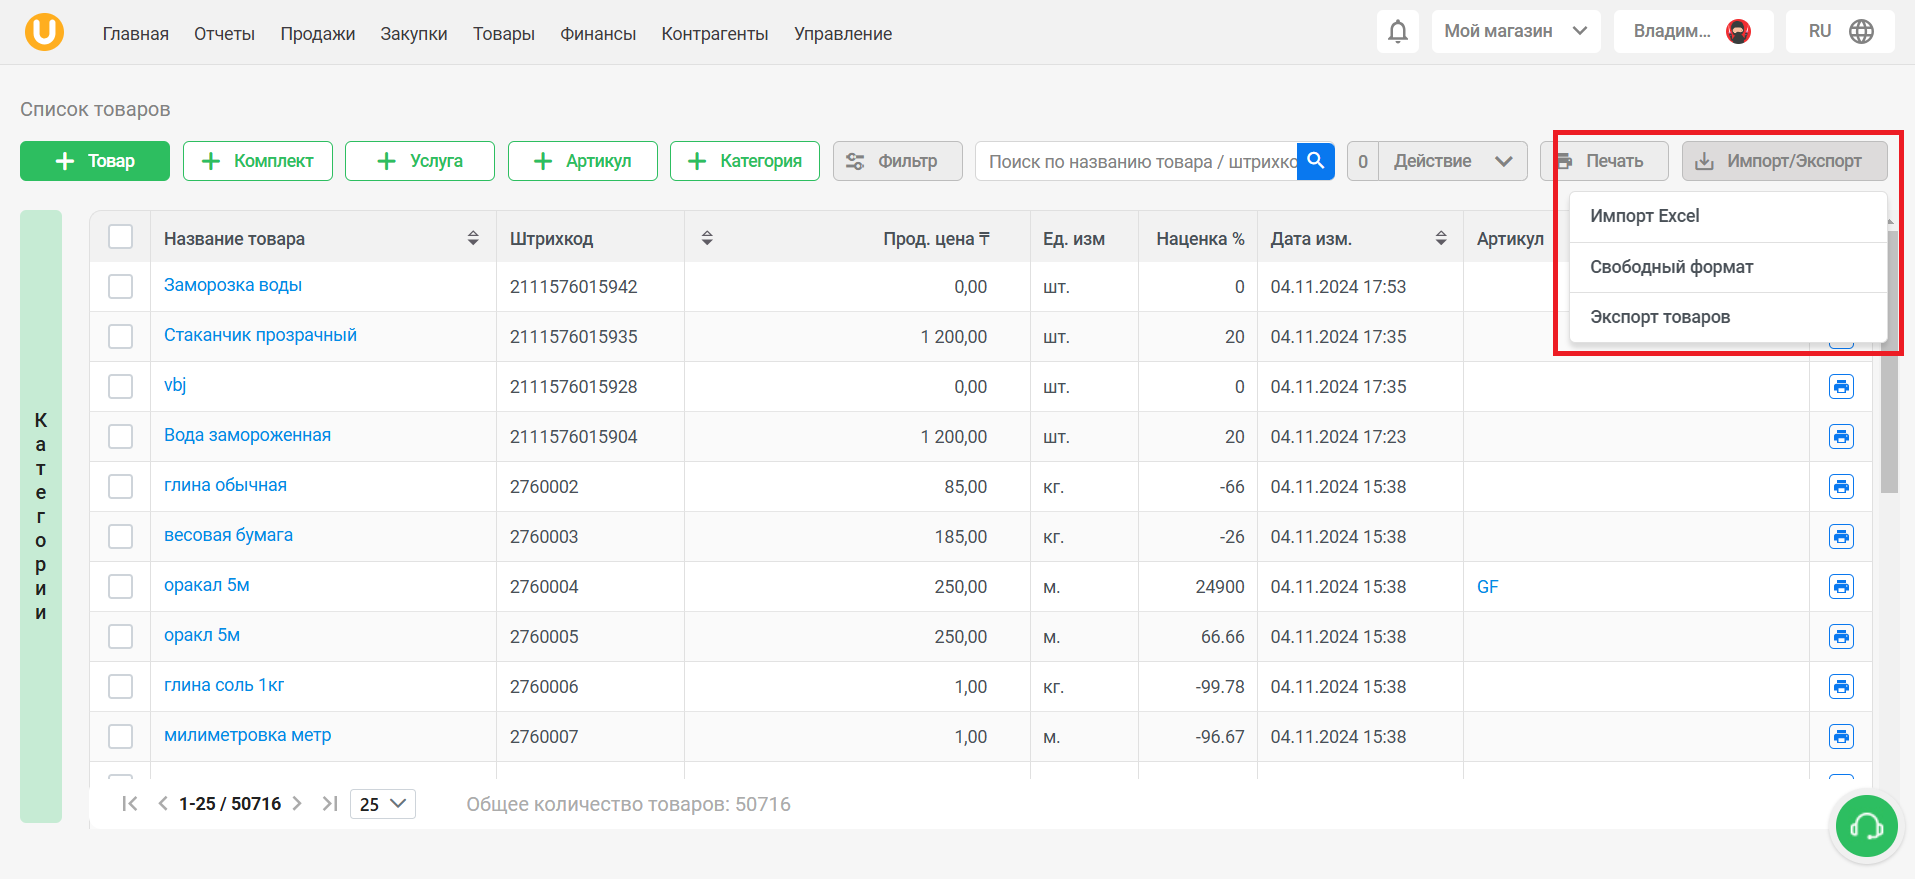 Главная Отчеты Продажи Закупки Товары Финансы Контрагенты Управление Мой магазин Владим... RU
Список товаров
Товар Комплект Услуга Артикул Категория Фильтр Поиск по названию товара / штрихко 0 Действие Печать Импорт/Экспорт
Импорт Excel
Свободный формат
Экспорт товаров
Категории
Название товара Штрихкод Прод. цена ₸ Ед. изм Наценка % Дата изм. Артикул
Заморозка воды 2111576015942 0,00 шт. 0 04.11.2024 17:53
Стаканчик прозрачный 2111576015935 1 200,00 шт. 20 04.11.2024 17:35
vbj 2111576015928 0,00 шт. 0 04.11.2024 17:35
Вода замороженная 2111576015904 1 200,00 шт. 20 04.11.2024 17:23
глина обычная 2760002 85,00 кг. -66 04.11.2024 15:38
весовая бумага 2760003 185,00 кг. -26 04.11.2024 15:38
оракал 5м 2760004 250,00 м. 24900 04.11.2024 15:38 GF
оракл 5м 2760005 250,00 м. 66.66 04.11.2024 15:38
глина соль 1кг 2760006 1,00 кг. -99.78 04.11.2024 15:38
милиметровка метр 2760007 1,00 м. -96.67 04.11.2024 15:38
1-25 / 50716 25 Общее количество товаров: 50716